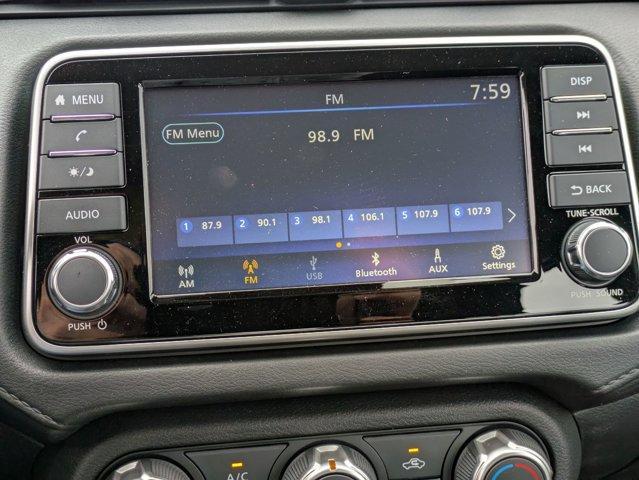 MENU
FM
7:59
DISP
FM Menu
98.9 FM
BACK
AUDIO
TUNE-SCROLL
VOL
1 87.9 2 90.1 3 98.1 4 106.1 5 107.9 6 107.9
AM FM USB Bluetooth AUX Settings
PUSH
PUSH SOUND
A/C